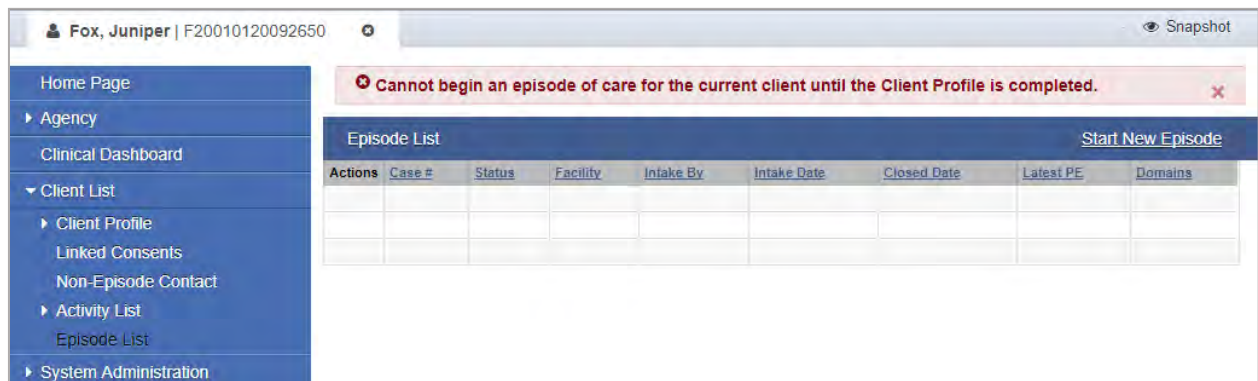 Fox, Juniper | F20010120092650
Snapshot
Home Page
Agency
Clinical Dashboard
Client List
Client Profile
Linked Consents
Non-Episode Contact
Activity List
Episode List
System Administration
Cannot begin an episode of care for the current client until the Client Profile is completed.
Episode List Start New Episode
Actions Case # Status Facility Intake By Intake Date Closed Date Latest PE Domains